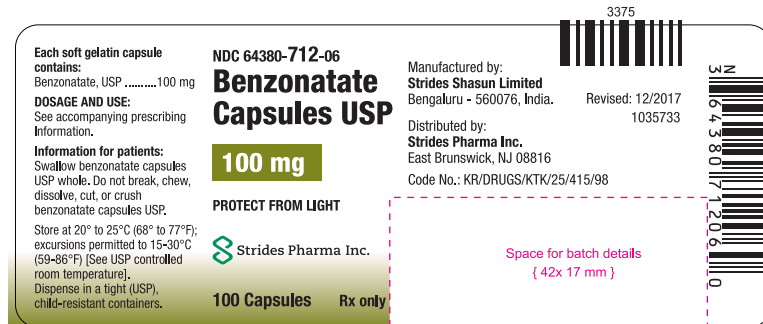 Each soft gelatin capsule
contains:
Benzonatate, USP ..........100 mg
DOSAGE AND USE:
See accompanying prescribing
Information.
Information for patients:
Swallow benzonatate capsules
USP whole. Do not break, chew,
dissolve, cut, or crush
benzonatate capsules USP.
Store at 20° to 25°C (68° to 77°F);
excursions permitted to 15-30°C
(59-86°F) [See USP controlled
room temperature].
Dispense in a tight (USP),
child-resistant containers.
NDC 64380-712-06
Benzonatate
Capsules USP
100 mg
PROTECT FROM LIGHT
Strides Pharma Inc.
100 Capsules Rx only
Manufactured by:
Strides Shasun Limited
Bengaluru - 560076, India.
Distributed by:
Strides Pharma Inc.
East Brunswick, NJ 08816
Code No.: KR/DRUGS/KTK/25/415/98
3375
Revised: 12/2017
1035733
Space for batch details
{ 42x 17 mm }
N
3 64380 71206 0